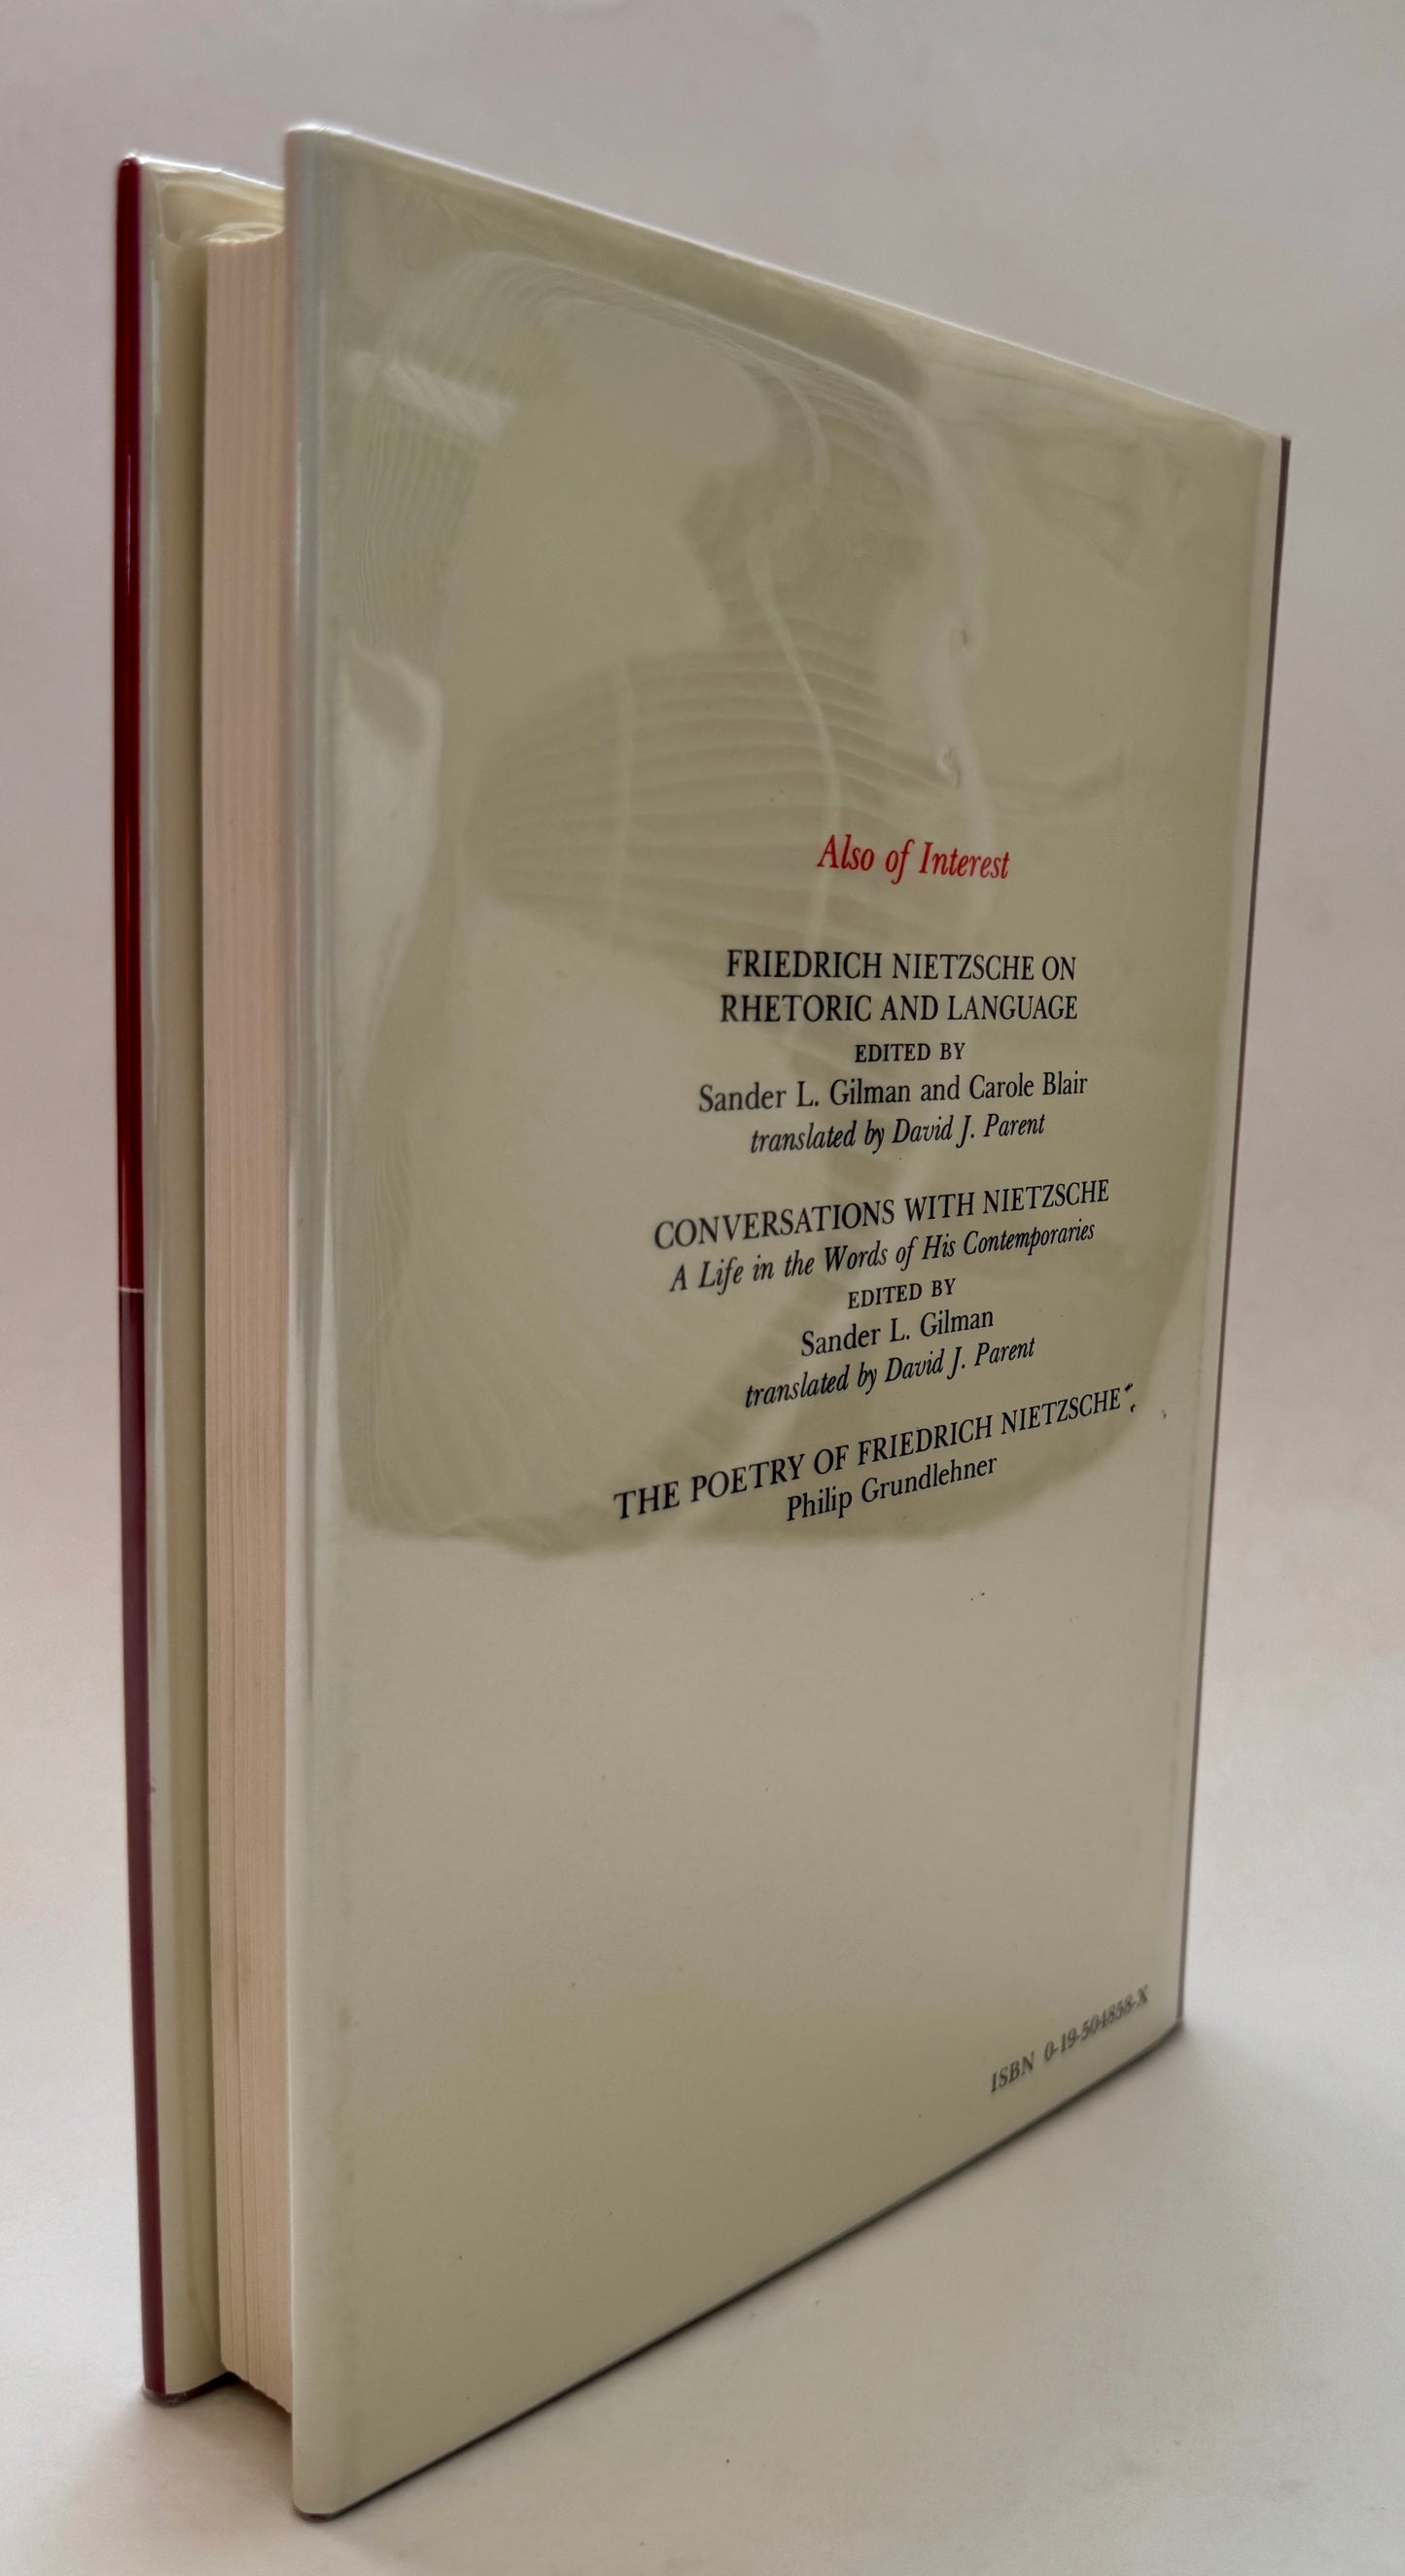 Also of Interest
FRIEDRICH NIETZSCHE ON
RHETORIC AND LANGUAGE
EDITED BY
Sander L. Gilman and Carole Blair
translated by David J. Parent
CONVERSATIONS WITH NIETZSCHE
A Life in the Words of His Contemporaries
EDITED BY
Sander L. Gilman
translated by David J. Parent
THE POETRY OF FRIEDRICH NIETZSCHE
Philip Grundlehner
ISBN 0-19-504858-X